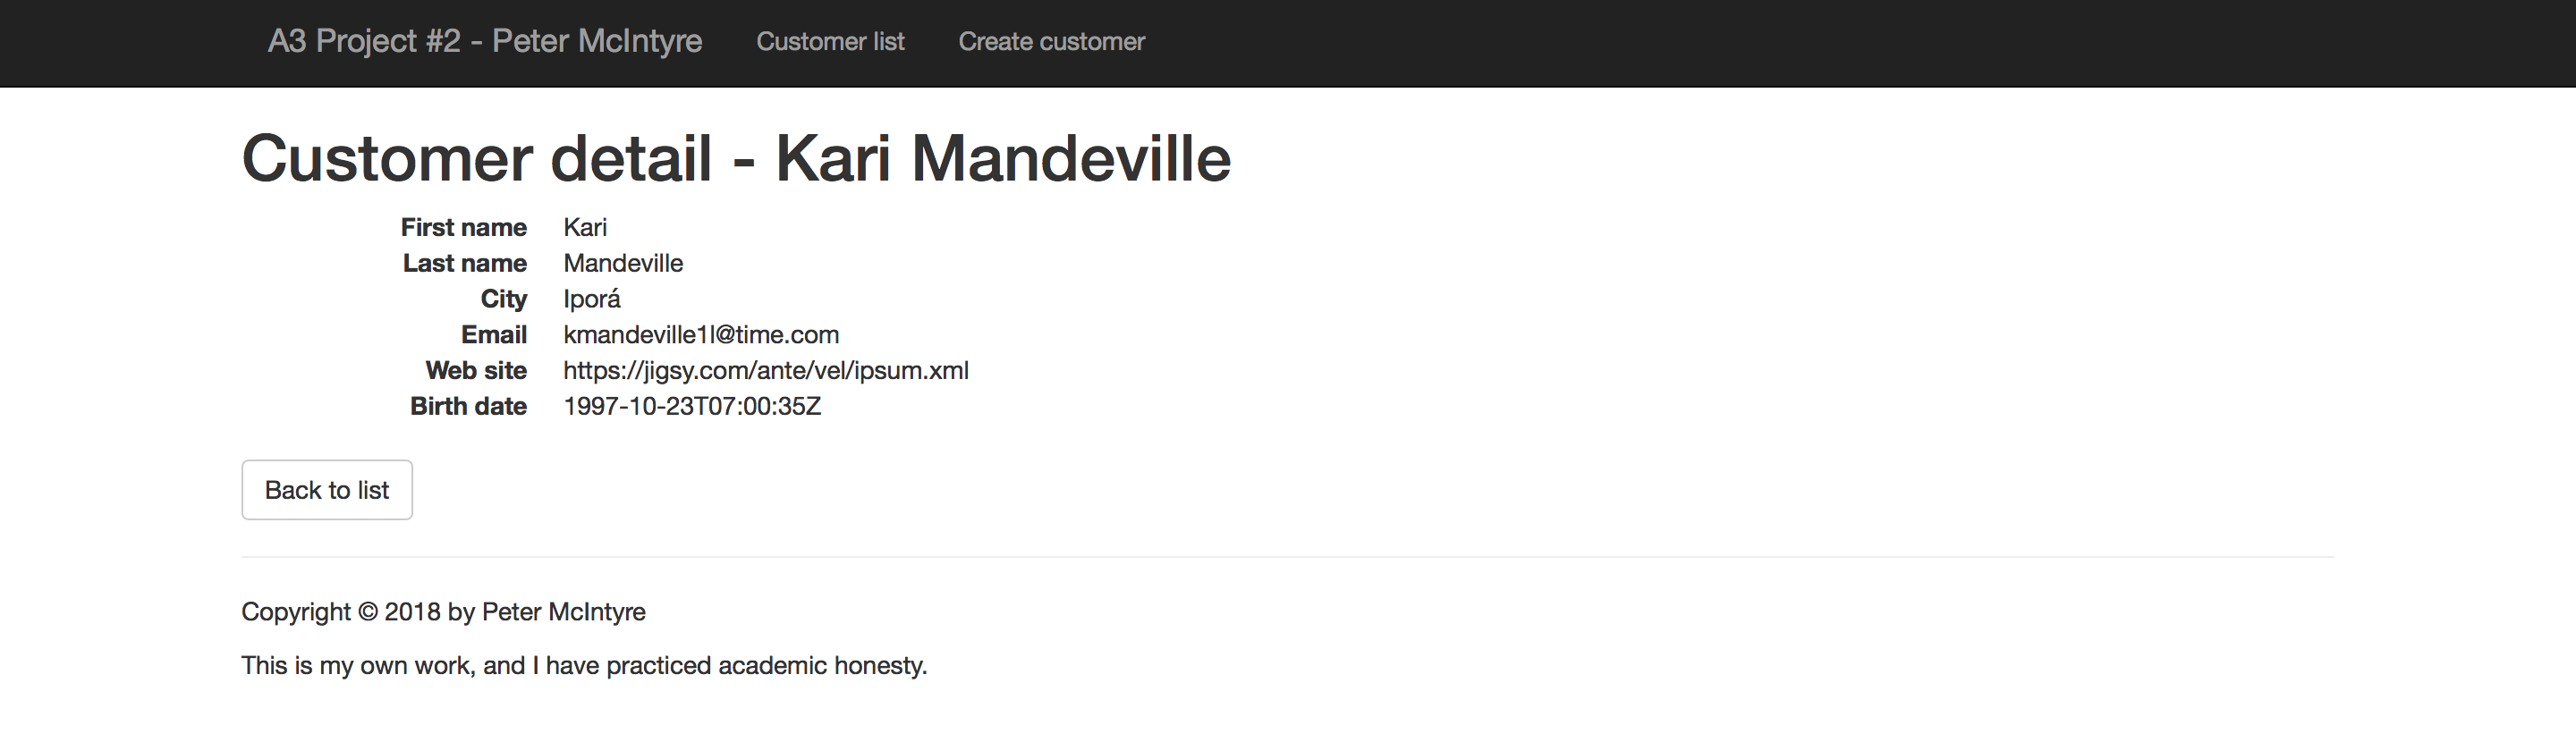 A3 Project #2 - Peter McIntyre Customer list Create customer
Customer detail - Kari Mandeville
First name Kari
Last name Mandeville
City Iporá
Email kmandeville1l@time.com
Web site https://jigsy.com/ante/vel/ipsum.xml
Birth date 1997-10-23T07:00:35Z
Back to list
Copyright © 2018 by Peter McIntyre
This is my own work, and I have practiced academic honesty.